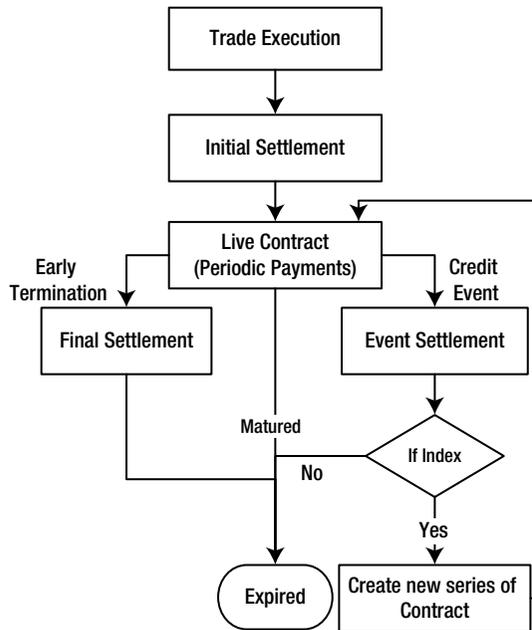 Trade Execution
Initial Settlement
Live Contract
(Periodic Payments)
Early
Termination
Credit
Event
Final Settlement
Event Settlement
Matured
If Index
No
Yes
Expired
Create new series of
Contract